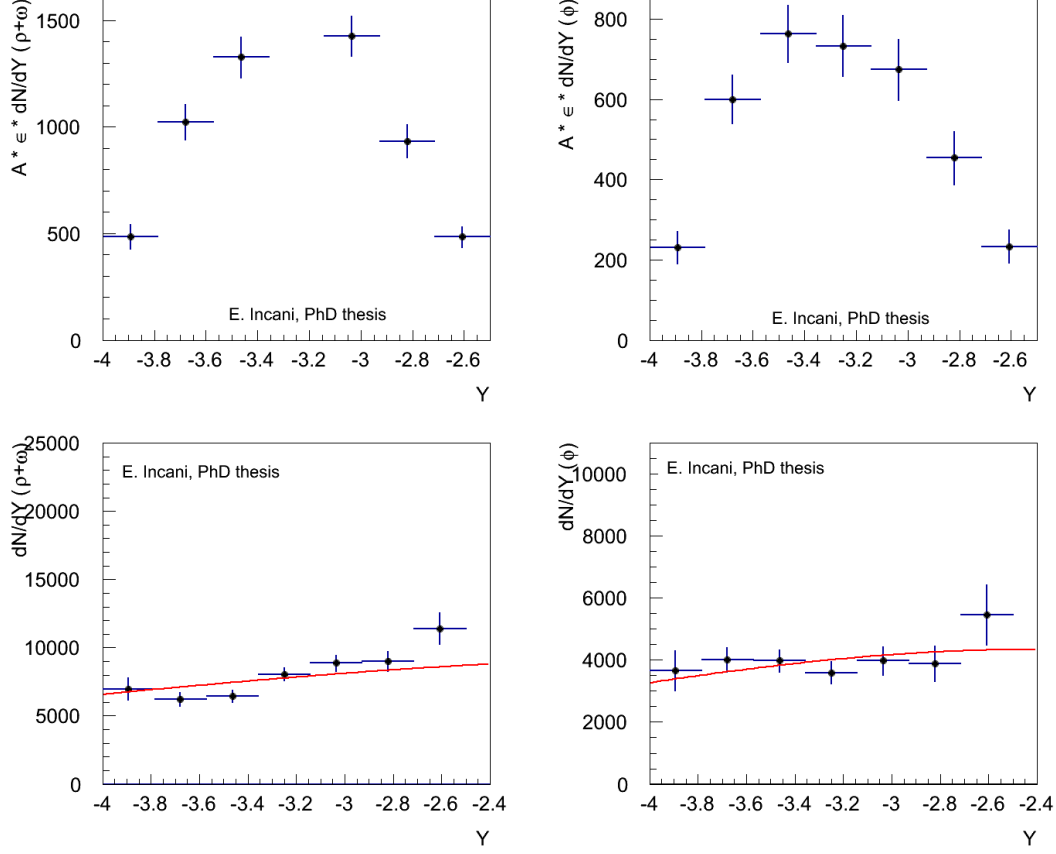 A * ϵ * dN/dY (ρ+ω)
1500
1000
500
0
E. Incani, PhD thesis
-4 -3.8 -3.6 -3.4 -3.2 -3 -2.8 -2.6
Y
A * ϵ * dN/dY (ϕ)
800
600
400
200
0
E. Incani, PhD thesis
-4 -3.8 -3.6 -3.4 -3.2 -3 -2.8 -2.6
Y
dN/dY (ρ+ω)
25000
20000
15000
10000
5000
0
E. Incani, PhD thesis
-4 -3.8 -3.6 -3.4 -3.2 -3 -2.8 -2.6 -2.4
Y
dN/dY (ϕ)
10000
8000
6000
4000
2000
0
E. Incani, PhD thesis
-4 -3.8 -3.6 -3.4 -3.2 -3 -2.8 -2.6 -2.4
Y